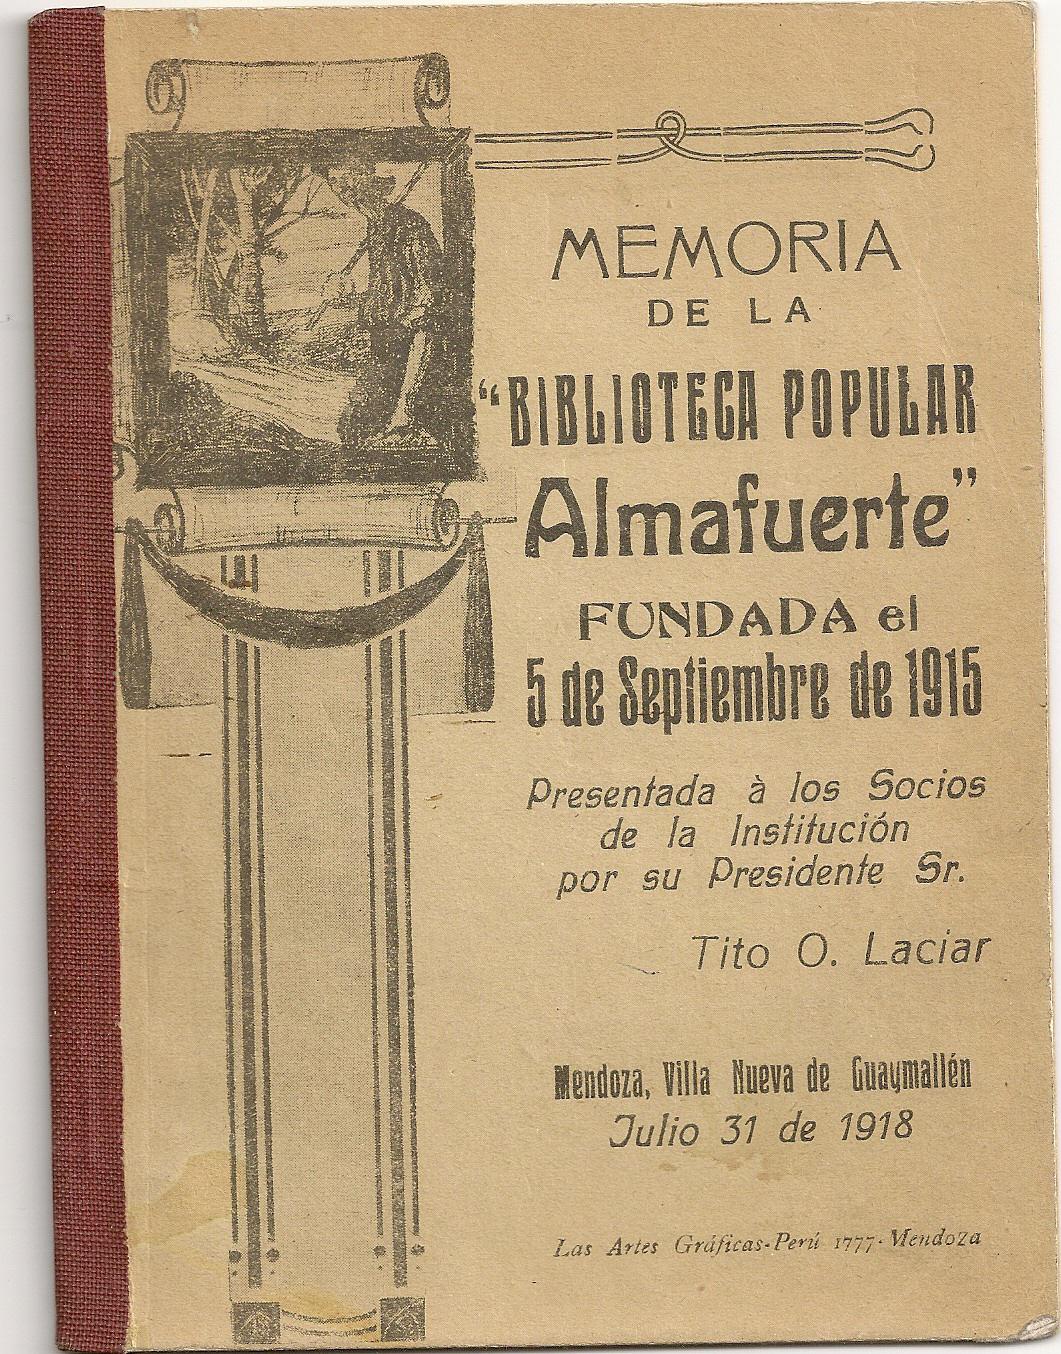 MEMORIA
DE LA
"BIBLIOTECA POPULAR
Almafuerte"
FUNDADA el
5 de Septiembre de 1915
Presentada à los Socios
de la Institución
por su Presidente Sr.
Tito O. Laciar
Mendoza, Villa Nueva de Guaymallén
Julio 31 de 1918
Las Artes Gráficas-Perú 1777-Mendoza